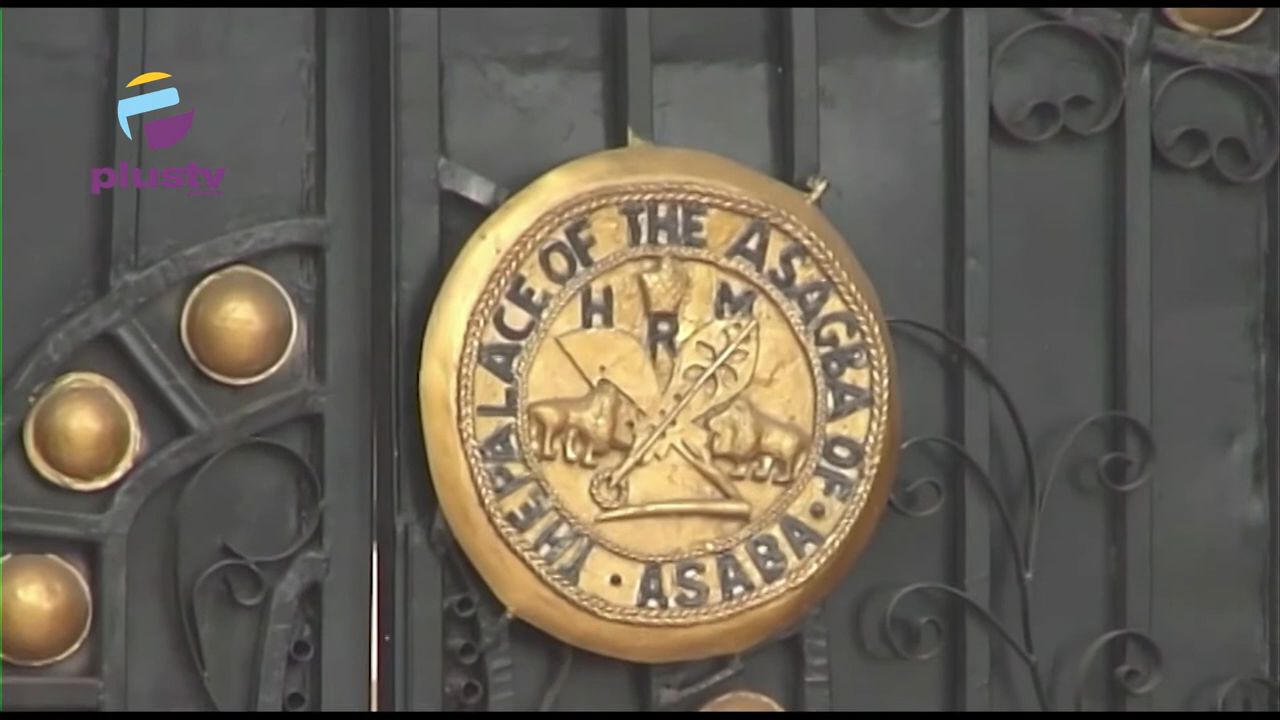 plustv
THE PALACE OF THE ASAGBA OF
• ASABA •
H R M